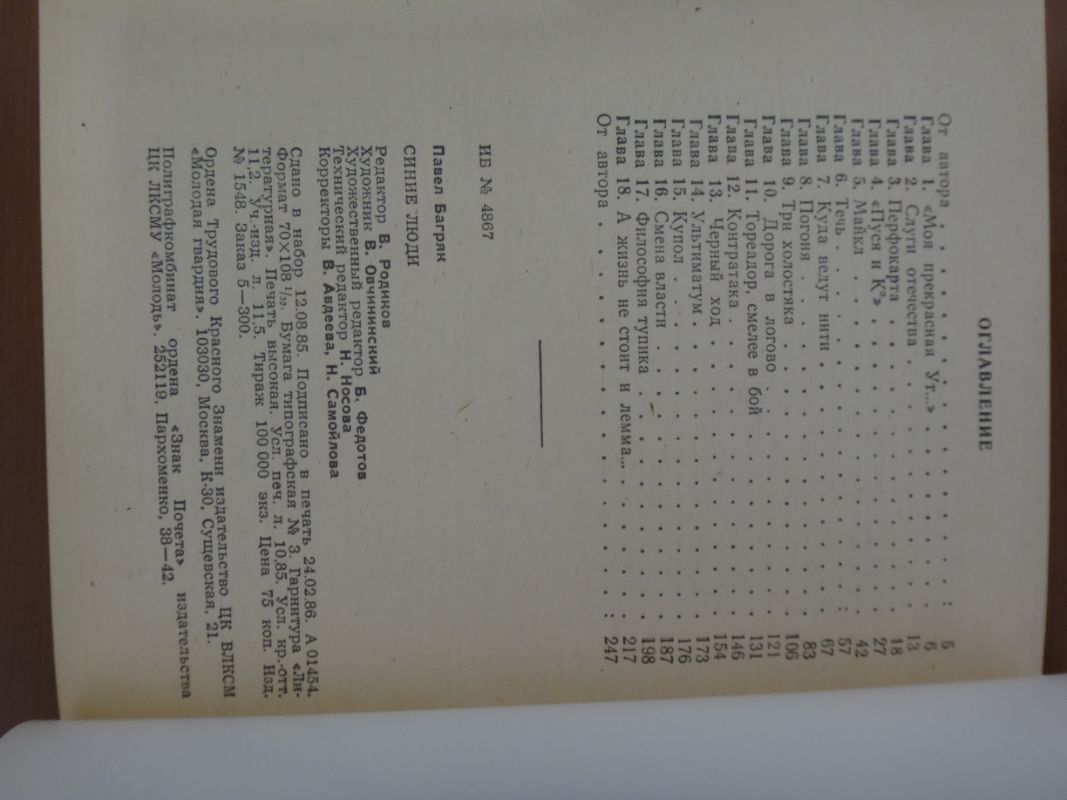 ОГЛАВЛЕНИЕ
От автора . . . . . . . . . . . . . . 5
Глава 1. «Моя прекрасная Ут...» . . . . . . . . 6
Глава 2. Слуги отечества . . . . . . . . . . 13
Глава 3. Перфокарта . . . . . . . . . . . 18
Глава 4. «Пуся и К°» . . . . . . . . . . . 27
Глава 5. Майкл . . . . . . . . . . . . . 42
Глава 6. Течь . . . . . . . . . . . . . 57
Глава 7. Куда ведут нити . . . . . . . . . . 67
Глава 8. Погоня . . . . . . . . . . . . 83
Глава 9. Три холостяка . . . . . . . . . . 106
Глава 10. Дорога в логово . . . . . . . . . 121
Глава 11. Тореадор, смелее в бой . . . . . . . 131
Глава 12. Контратака . . . . . . . . . . . 146
Глава 13. Черный ход . . . . . . . . . . 154
Глава 14. Ультиматум . . . . . . . . . . . 173
Глава 15. Купол . . . . . . . . . . . . 176
Глава 16. Смена власти . . . . . . . . . . 187
Глава 17. Философия тупика . . . . . . . . . 198
Глава 18. А жизнь не стоит и лемма... . . . . . . 217
От автора . . . . . . . . . . . . . . 247
ИБ № 4867
Павел Багряк
СИНИЕ ЛЮДИ
Редактор В. Родиков
Художник В. Овчининский
Художественный редактор Б. Федотов
Технический редактор Н. Носова
Корректоры В. Авдеева, Н. Самойлова
Сдано в набор 12.08.85. Подписано в печать 24.02.86. А 01454.
Формат 70×108 1/32. Бумага типографская № 3. Гарнитура «Ли-
тературная». Печать высокая. Усл. печ. л. 10,85. Усл. кр.-отт.
11,2. Уч.-изд. л. 11,5. Тираж 100 000 экз. Цена 75 коп. Изд.
№ 1548. Заказ 5—300.
Ордена Трудового Красного Знамени издательство ЦК ВЛКСМ
«Молодая гвардия». 103030, Москва, К-30, Сущевская, 21.
Полиграфкомбинат ордена «Знак Почета» издательства
ЦК ЛКСМУ «Молодь». 252119, Пархоменко, 38—42.